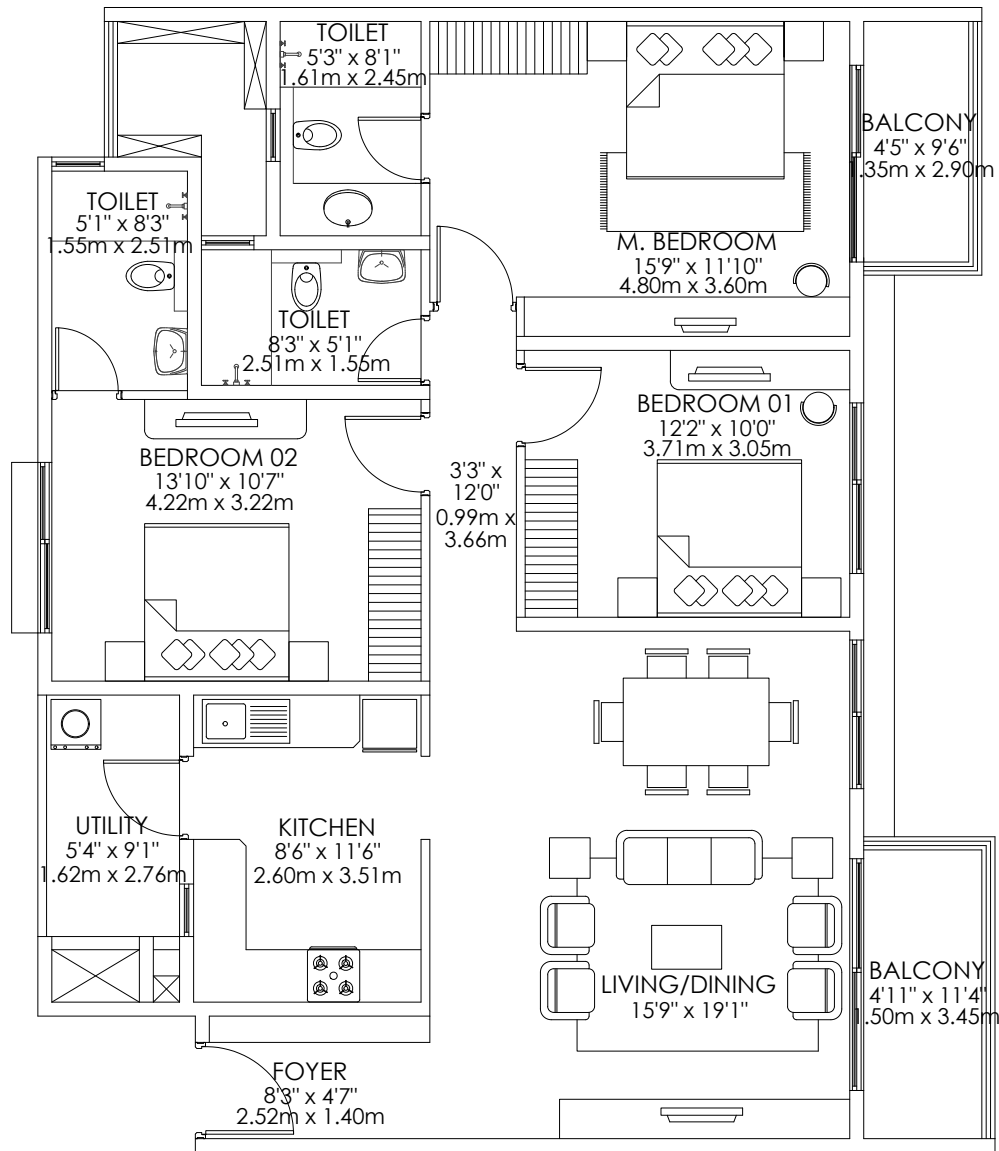 TOILET
5'3" x 8'1"
1.61m x 2.45m
BALCONY
4'5" x 9'6"
1.35m x 2.90m
TOILET
5'1" x 8'3"
1.55m x 2.51m
M. BEDROOM
15'9" x 11'10"
4.80m x 3.60m
TOILET
8'3" x 5'1"
2.51m x 1.55m
BEDROOM 01
12'2" x 10'0"
3.71m x 3.05m
BEDROOM 02
13'10" x 10'7"
4.22m x 3.22m
3'3" x
12'0"
0.99m x
3.66m
UTILITY
5'4" x 9'1"
1.62m x 2.76m
KITCHEN
8'6" x 11'6"
2.60m x 3.51m
LIVING/DINING
15'9" x 19'1"
BALCONY
4'11" x 11'4"
1.50m x 3.45m
FOYER
8'3" x 4'7"
2.52m x 1.40m